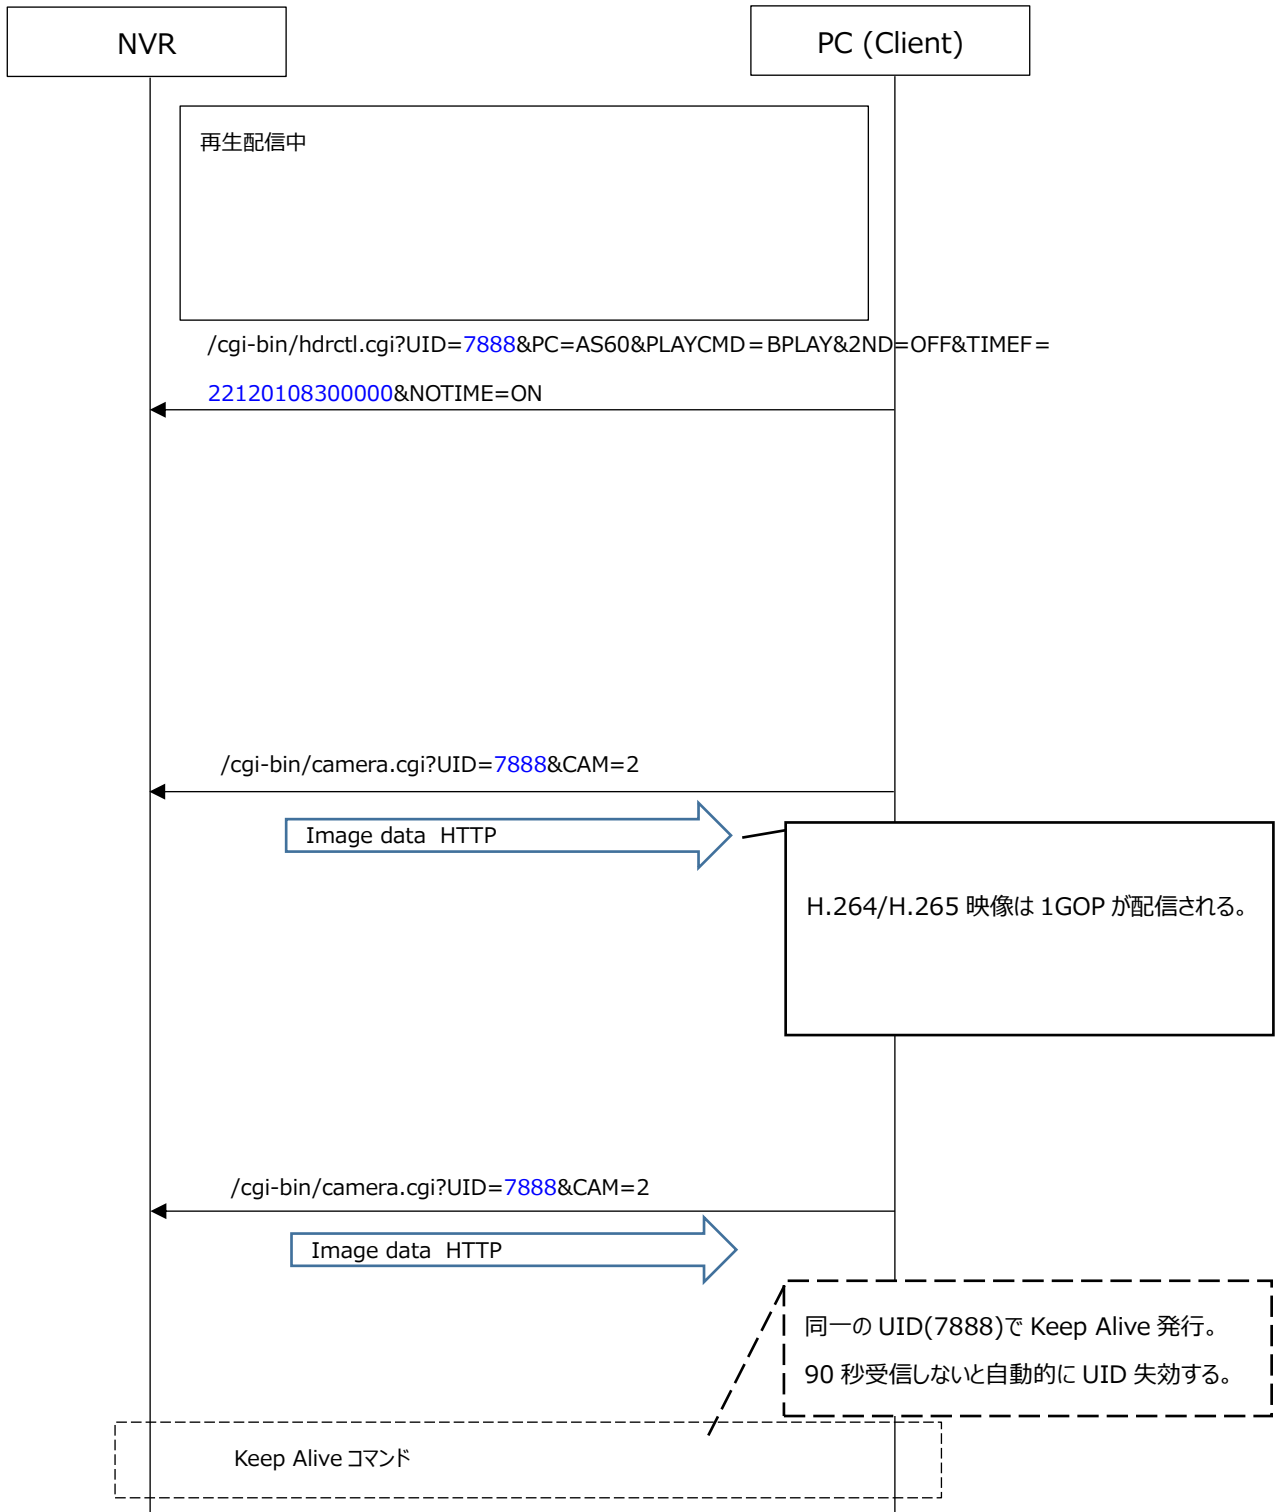 NVR
PC (Client)
再生配信中
/cgi-bin/hdrctl.cgi?UID=7888&PC=AS60&PLAYCMD=BPLAY&2ND=OFF&TIMEF=
22120108300000&NOTIME=ON
/cgi-bin/camera.cgi?UID=7888&CAM=2
Image data HTTP
H.264/H.265 映像は 1GOP が配信される。
/cgi-bin/camera.cgi?UID=7888&CAM=2
Image data HTTP
同一の UID(7888)で Keep Alive 発行。
90 秒受信しないと自動的に UID 失効する。
Keep Alive コマンド